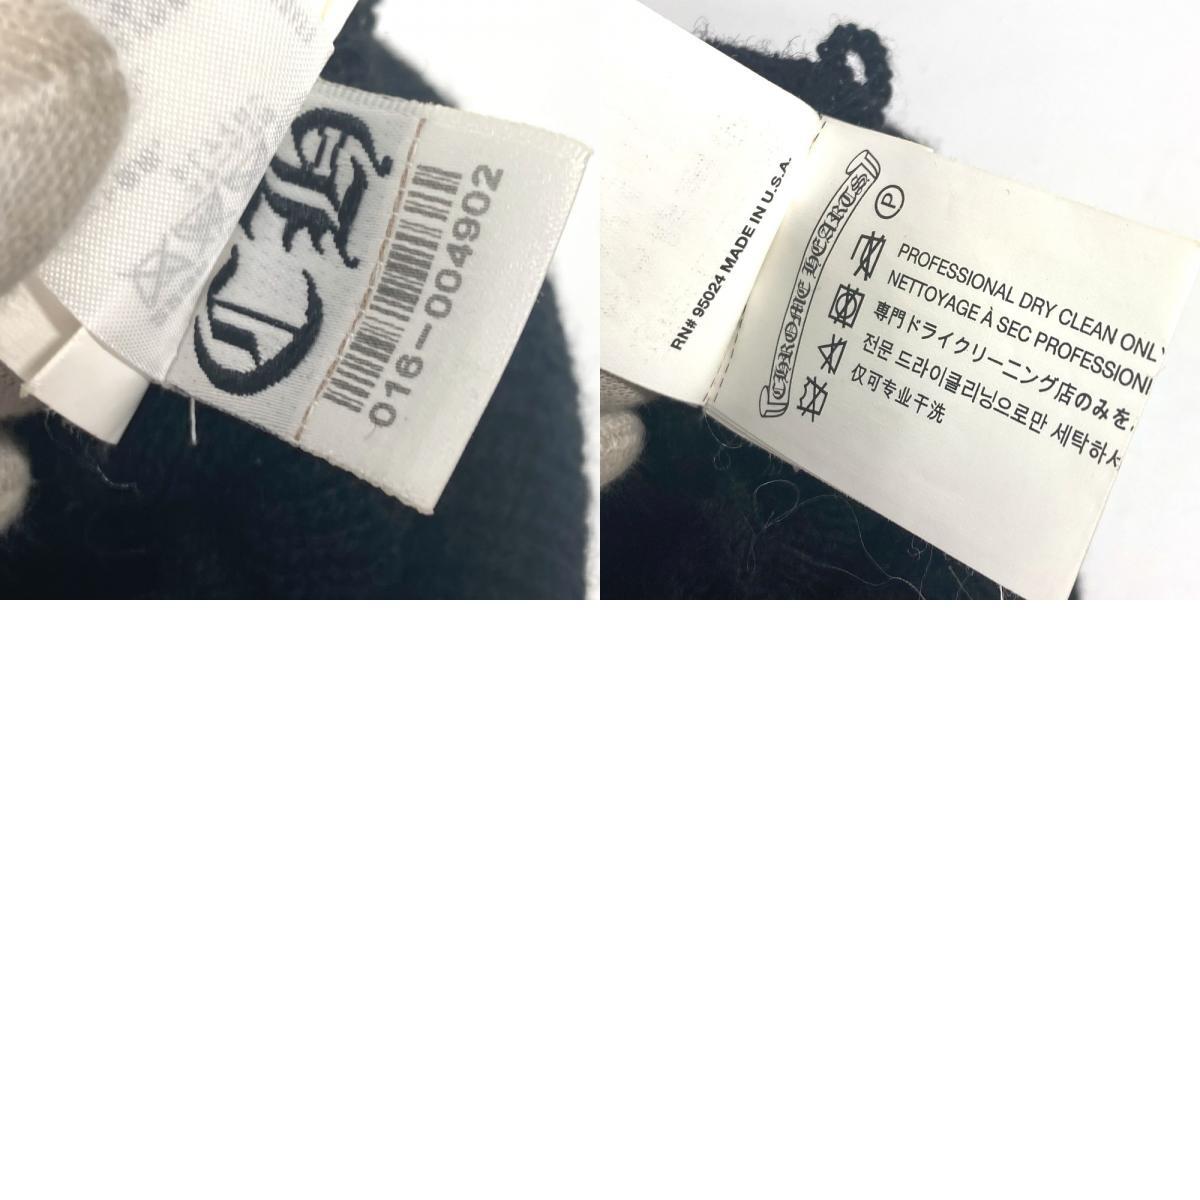 CH
016-004902
RN# 95024 MADE IN U.S.A.
CHROME HEARTS
P
PROFESSIONAL DRY CLEAN ONLY
NETTOYAGE À SEC PROFESSIONN
専門ドライクリーニング店のみを
전문 드라이클리닝으로만 세탁하
仅可专业干洗